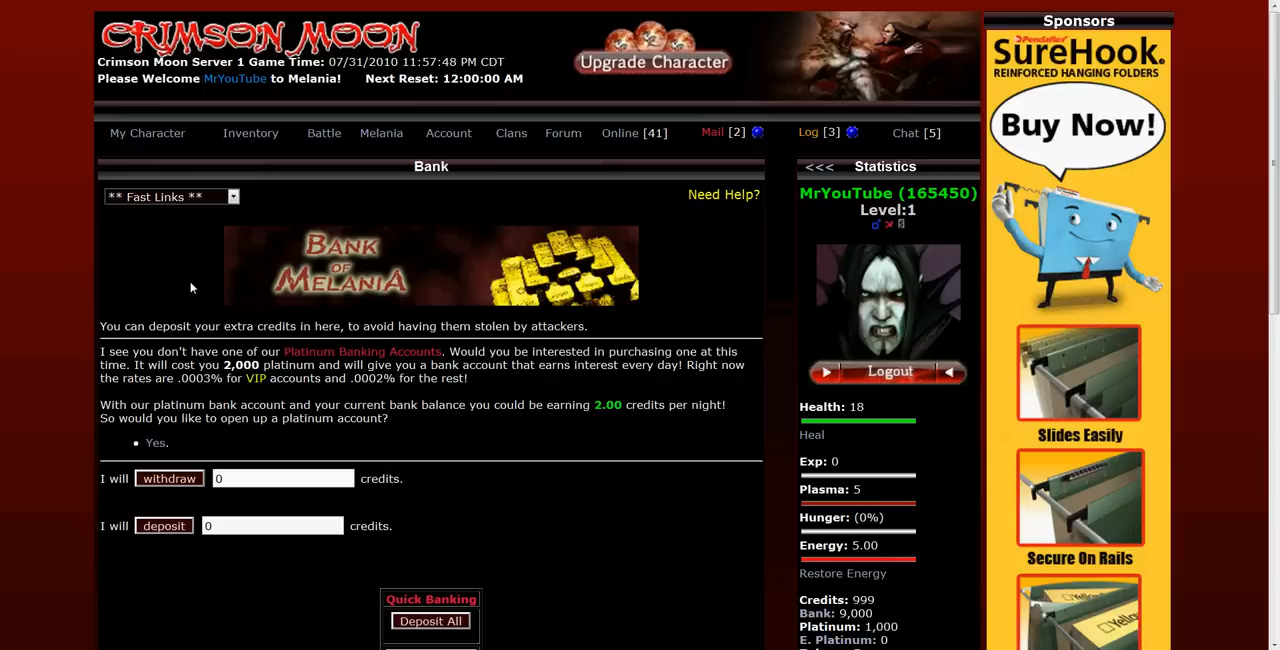 CRIMSON MOON
Crimson Moon Server 1 Game Time: 07/31/2010 11:57:48 PM CDT
Please Welcome MrYouTube to Melania! Next Reset: 12:00:00 AM
Upgrade Character
Sponsors
My Character Inventory Battle Melania Account Clans Forum Online [41] Mail [2] Log [3] Chat [5]
Bank
** Fast Links **
Need Help?
BANK
OF
MELANIA
You can deposit your extra credits in here, to avoid having them stolen by attackers.
I see you don't have one of our Platinum Banking Accounts. Would you be interested in purchasing one at this
time. It will cost you 2,000 platinum and will give you a bank account that earns interest every day! Right now
the rates are .0003% for VIP accounts and .0002% for the rest!
With our platinum bank account and your current bank balance you could be earning 2.00 credits per night!
So would you like to open up a platinum account?
Yes.
I will withdraw 0 credits.
I will deposit 0 credits.
Quick Banking
Deposit All
<<< Statistics
MrYouTube (165450)
Level:1
Logout
Health: 18
Heal
Exp: 0
Plasma: 5
Hunger: (0%)
Energy: 5.00
Restore Energy
Credits: 999
Bank: 9,000
Platinum: 1,000
E. Platinum: 0
Pendaflex
SureHook.
REINFORCED HANGING FOLDERS
Buy Now!
Slides Easily
Secure On Rails